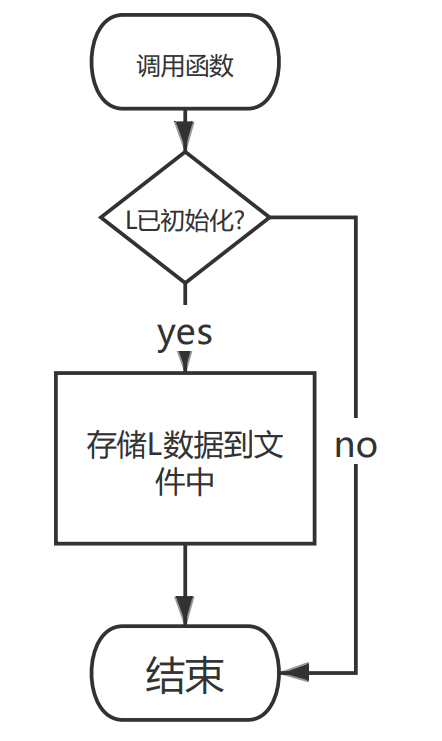 调用函数
L已初始化?
yes
存储L数据到文
件中
no
结束